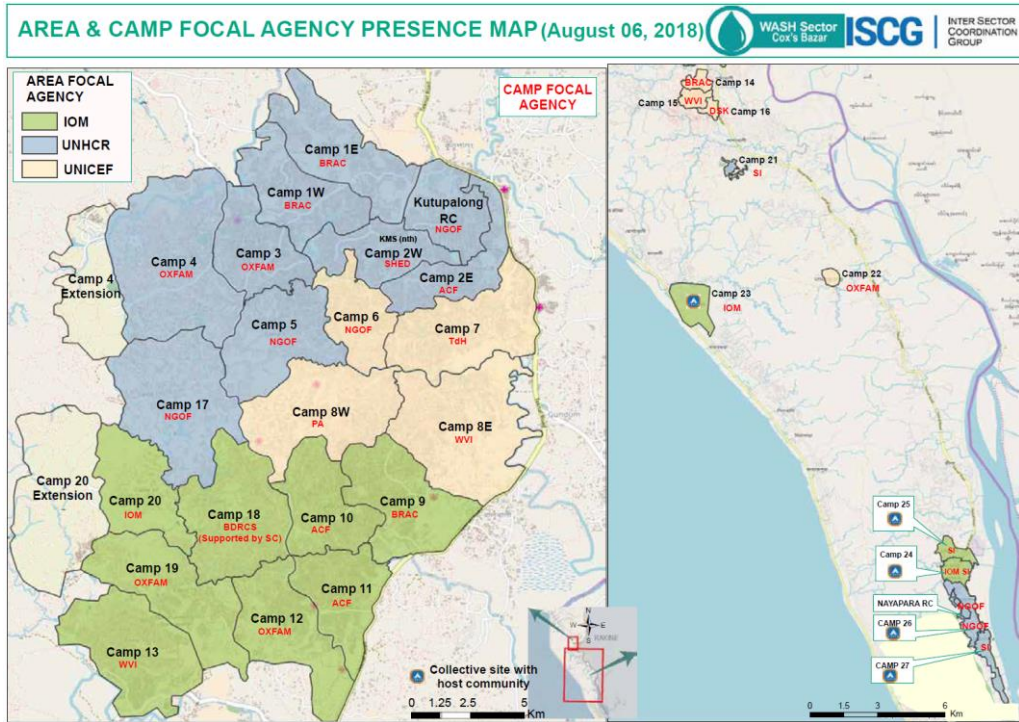 AREA & CAMP FOCAL AGENCY PRESENCE MAP (August 06, 2018)
WASH Sector
Cox's Bazar
ISCG
INTER SECTOR
COORDINATION
GROUP
AREA FOCAL
AGENCY
IOM
UNHCR
UNICEF
CAMP FOCAL
AGENCY
Camp 1E
BRAC
Camp 1W
BRAC
Kutupalong
RC
NGOF
KMS (nth)
Camp 2W
SHED
Camp 2E
ACF
Camp 3
OXFAM
Camp 4
OXFAM
Camp 4
Extension
Camp 5
NGOF
Camp 6
NGOF
Camp 7
TdH
Camp 17
NGOF
Camp 8W
PA
Camp 8E
WVI
Camp 20
Extension
Camp 20
IOM
Camp 18
BDRCS
(Supported by SC)
Camp 10
ACF
Camp 9
BRAC
Camp 19
OXFAM
Camp 11
ACF
Camp 12
OXFAM
Camp 13
WVI
Collective site with
host community
0 1.25 2.5 5
Km
N
W E
S
BRAC Camp 14
Camp 15 WVI
DSK Camp 16
Camp 21
SI
Camp 22
OXFAM
Camp 23
IOM
Camp 25
SI
Camp 24
IOM SI
NAYAPARA RC
NGOF
CAMP 26
NGOF
SI
CAMP 27
0 1.5 3 6
Km